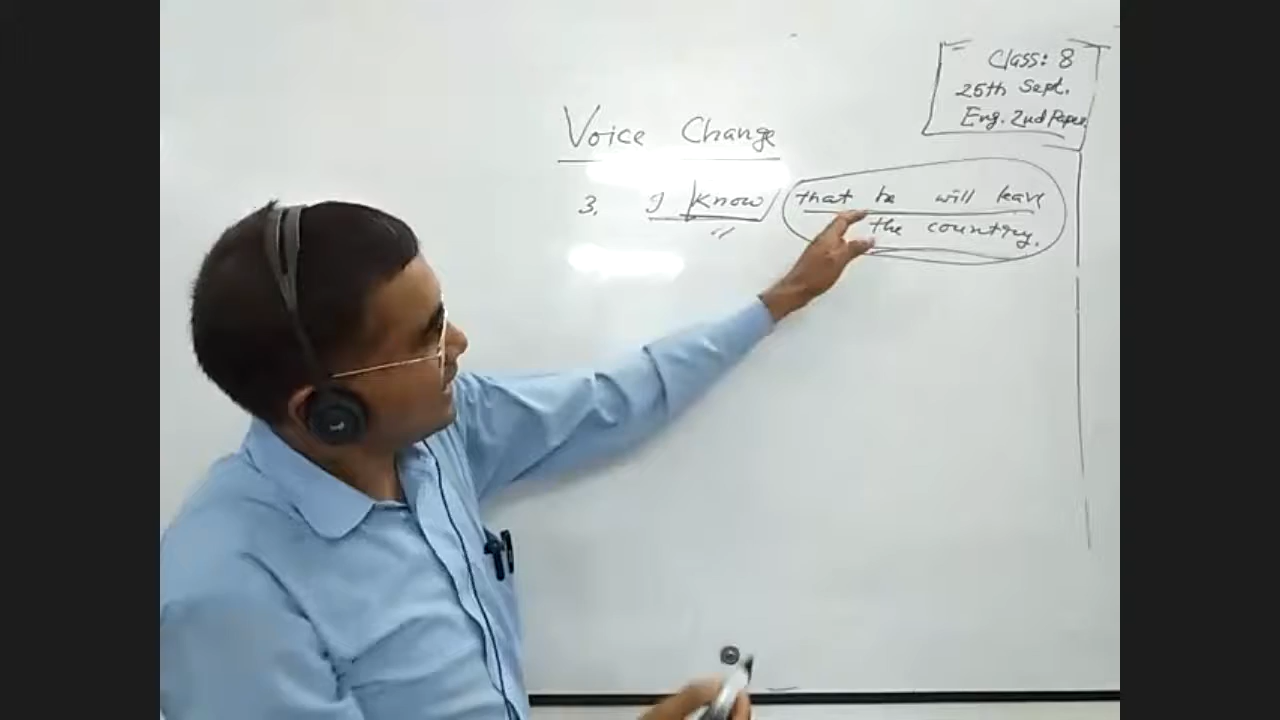 Class: 8
25th Sept.
Eng. 2nd Paper
Voice Change
3. I know that he will leave
the country.